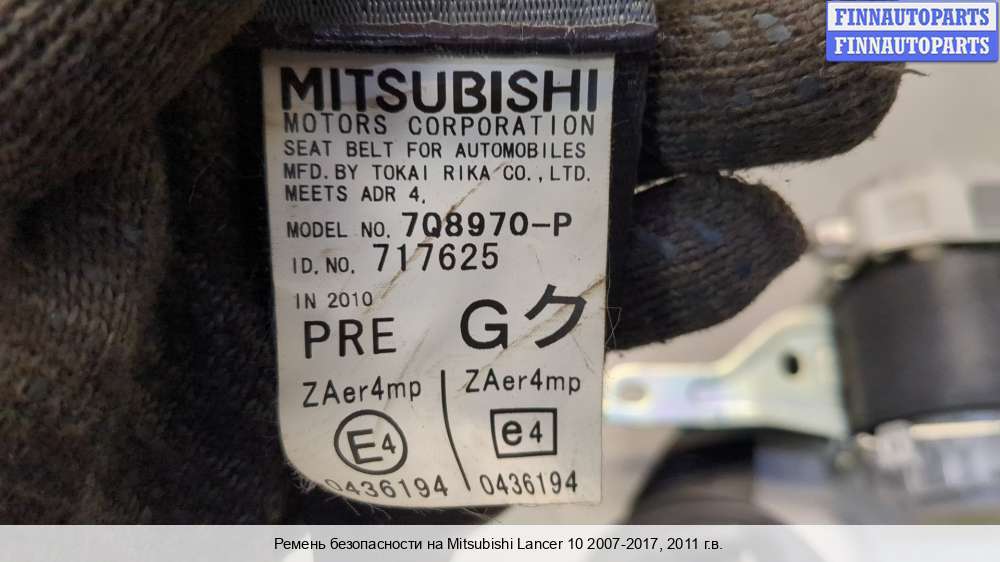 FINNAUTOPARTS
FINNAUTOPARTS
MITSUBISHI
MOTORS CORPORATION
SEAT BELT FOR AUTOMOBILES
MFD. BY TOKAI RIKA CO., LTD.
MEETS ADR 4,
MODEL NO. 7Q8970-P
ID. NO. 717625
IN 2010
PRE Gク
ZAer4mp ZAer4mp
E4 e4
0436194 0436194
Ремень безопасности на Mitsubishi Lancer 10 2007-2017, 2011 г.в.